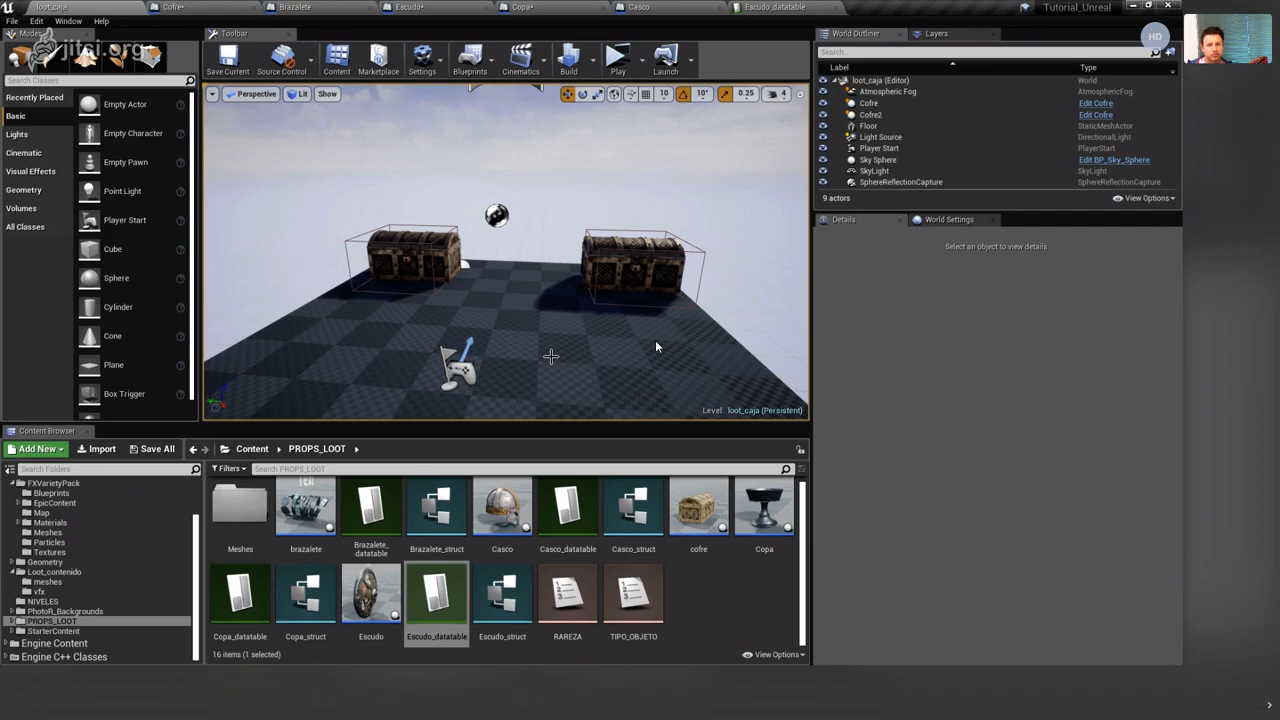 loot_caja
Cofre*
Brazalete
Escudo*
Copa*
Casco
Escudo_datatable
Tutorial_Unreal
File
Edit
Window
Help
jitsi.org
Modes
Toolbar
World Outliner
Layers
HD
Search Classes
Save Current
Source Control
Content
Marketplace
Settings
Blueprints
Cinematics
Build
Play
Launch
Search...
Label
Type
Recently Placed
Basic
Lights
Cinematic
Visual Effects
Geometry
Volumes
All Classes
Empty Actor
Empty Character
Empty Pawn
Point Light
Player Start
Cube
Sphere
Cylinder
Cone
Plane
Box Trigger
Perspective
Lit
Show
10
10°
0.25
4
Level: loot_caja (Persistent)
loot_caja (Editor) World
Atmospheric Fog AtmosphericFog
Cofre Edit Cofre
Cofre2 Edit Cofre
Floor StaticMeshActor
Light Source DirectionalLight
Player Start PlayerStart
Sky Sphere Edit BP_Sky_Sphere
SkyLight SkyLight
SphereReflectionCapture SphereReflectionCapture
9 actors
View Options
Details
World Settings
Select an object to view details.
Content Browser
Add New
Import
Save All
Content
PROPS_LOOT
Search Folders
Filters
Search PROPS_LOOT
FXVarietyPack
Blueprints
EpicContent
Map
Materials
Meshes
Particles
Textures
Geometry
Loot_contenido
meshes
vfx
NIVELES
PhotoR_Backgrounds
PROPS_LOOT
StarterContent
Engine Content
Engine C++ Classes
Meshes
brazalete
Brazalete_
datatable
Brazalete_struct
Casco
Casco_datatable
Casco_struct
cofre
Copa
Copa_datatable
Copa_struct
Escudo
Escudo_datatable
Escudo_struct
RAREZA
TIPO_OBJETO
16 items (1 selected)
View Options